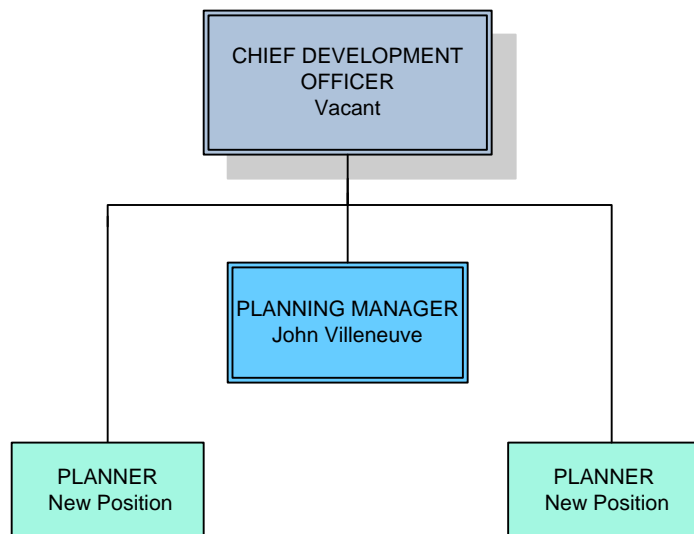 CHIEF DEVELOPMENT
OFFICER
Vacant
PLANNING MANAGER
John Villeneuve
PLANNER
New Position
PLANNER
New Position